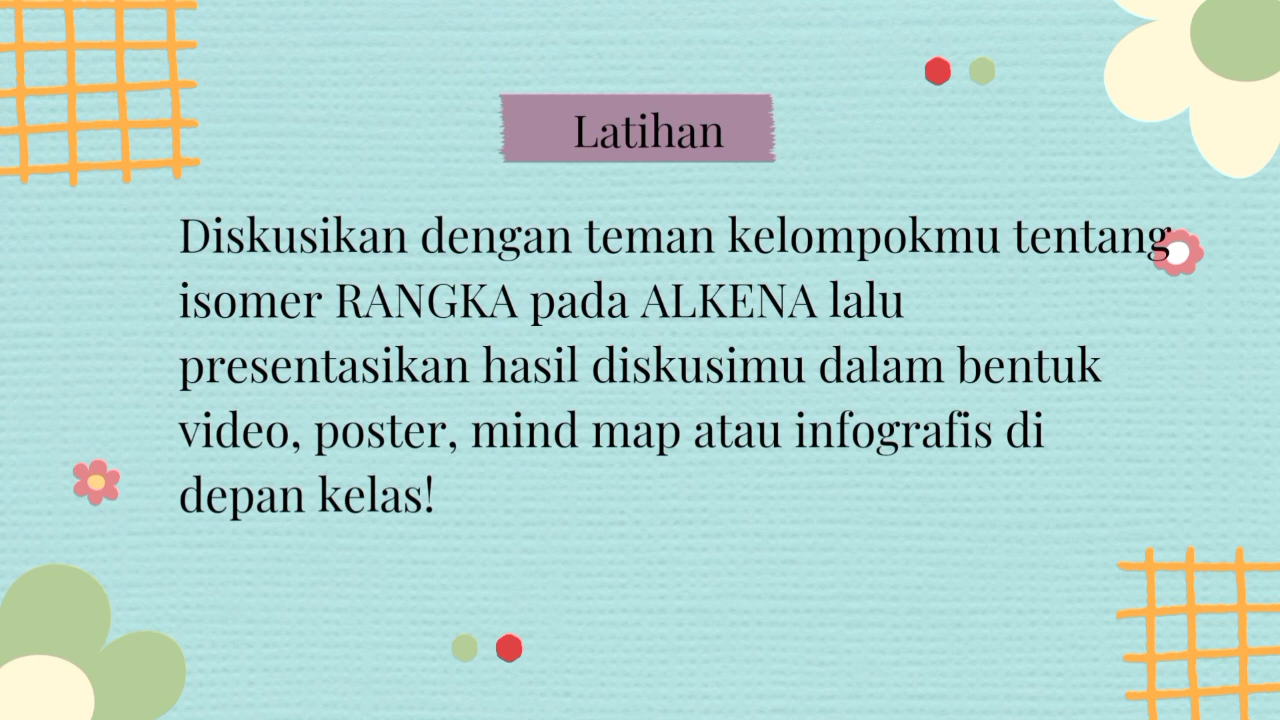 Latihan
Diskusikan dengan teman kelompokmu tentang
isomer RANGKA pada ALKENA lalu
presentasikan hasil diskusimu dalam bentuk
video, poster, mind map atau infografis di
depan kelas!